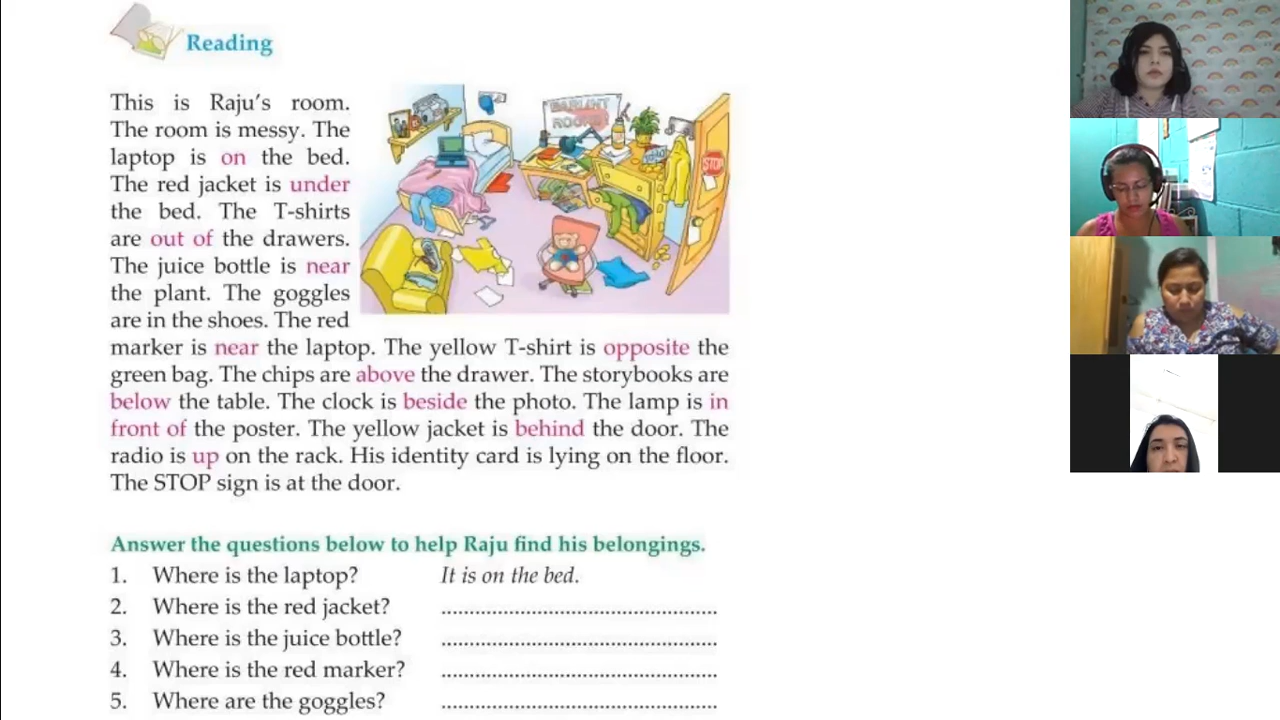 Reading
This is Raju's room.
The room is messy. The
laptop is on the bed.
The red jacket is under
the bed. The T-shirts
are out of the drawers.
The juice bottle is near
the plant. The goggles
are in the shoes. The red
marker is near the laptop. The yellow T-shirt is opposite the
green bag. The chips are above the drawer. The storybooks are
below the table. The clock is beside the photo. The lamp is in
front of the poster. The yellow jacket is behind the door. The
radio is up on the rack. His identity card is lying on the floor.
The STOP sign is at the door.
STOP
Answer the questions below to help Raju find his belongings.
1. Where is the laptop? It is on the bed.
2. Where is the red jacket? ................................................
3. Where is the juice bottle? ................................................
4. Where is the red marker? ................................................
5. Where are the goggles? ................................................